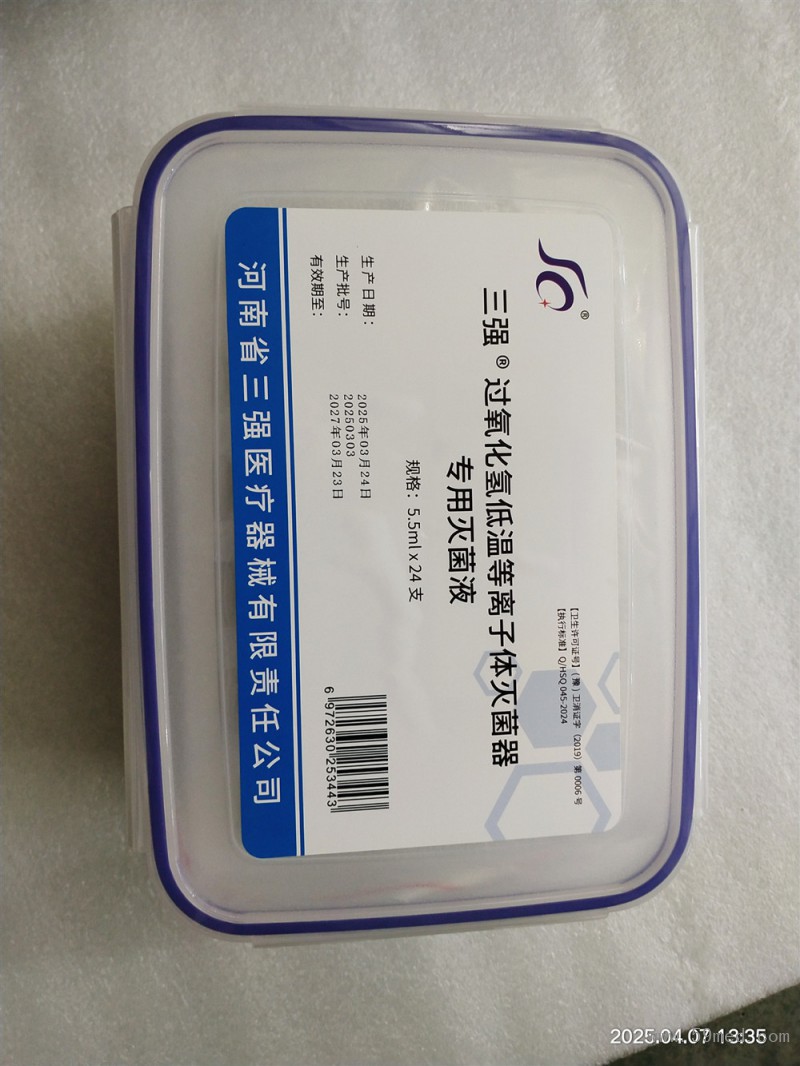 三强®过氧化氢低温等离子体灭菌器
专用灭菌液
规格：5.5ml x 24支
【卫生许可证号】(豫)卫消证字（2019）第0006号
【执行标准】Q/HSQ 045-2024
生产日期： 2025年03月24日
生产批号： 20250303
有效期至： 2027年03月23日
6 972630 253443
河南省三强医疗器械有限责任公司
2025.04.07 13:35